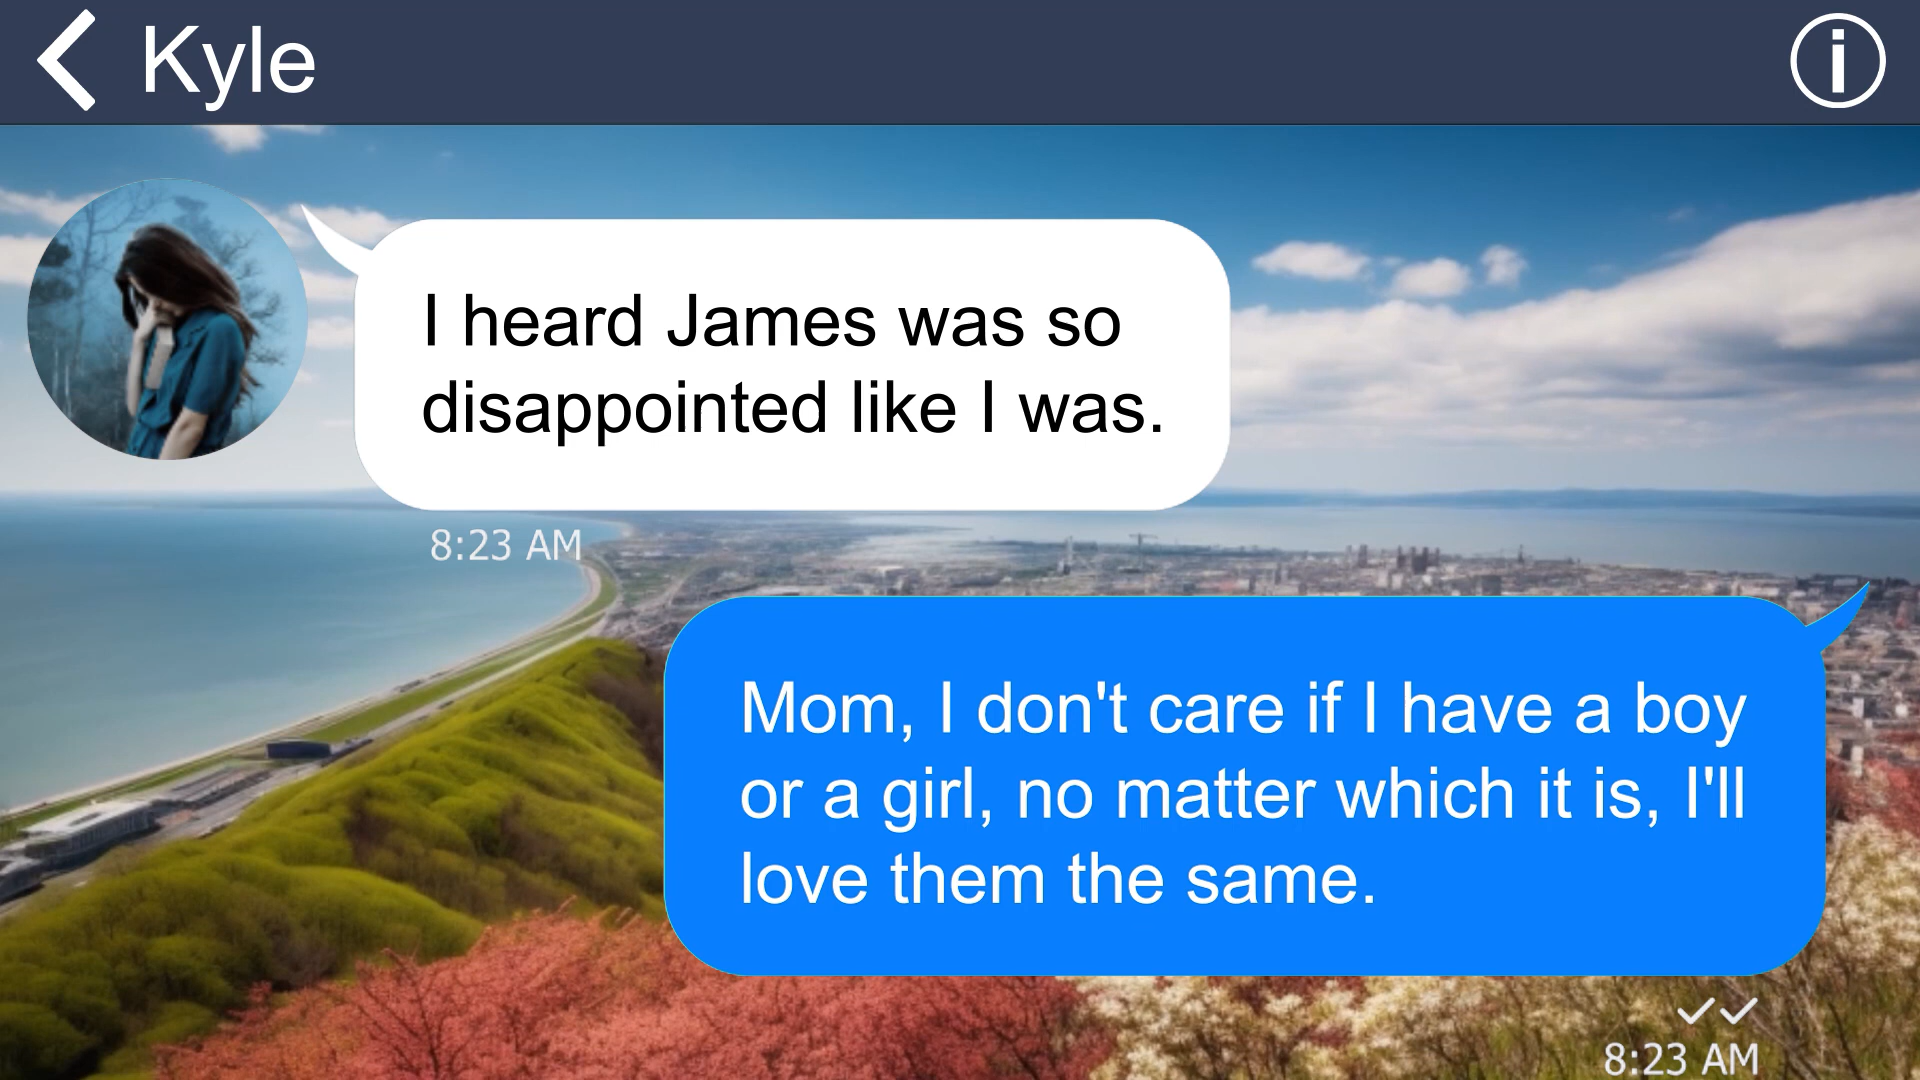 Kyle
I heard James was so
disappointed like I was.
8:23 AM
Mom, I don't care if I have a boy
or a girl, no matter which it is, I'll
love them the same.
8:23 AM